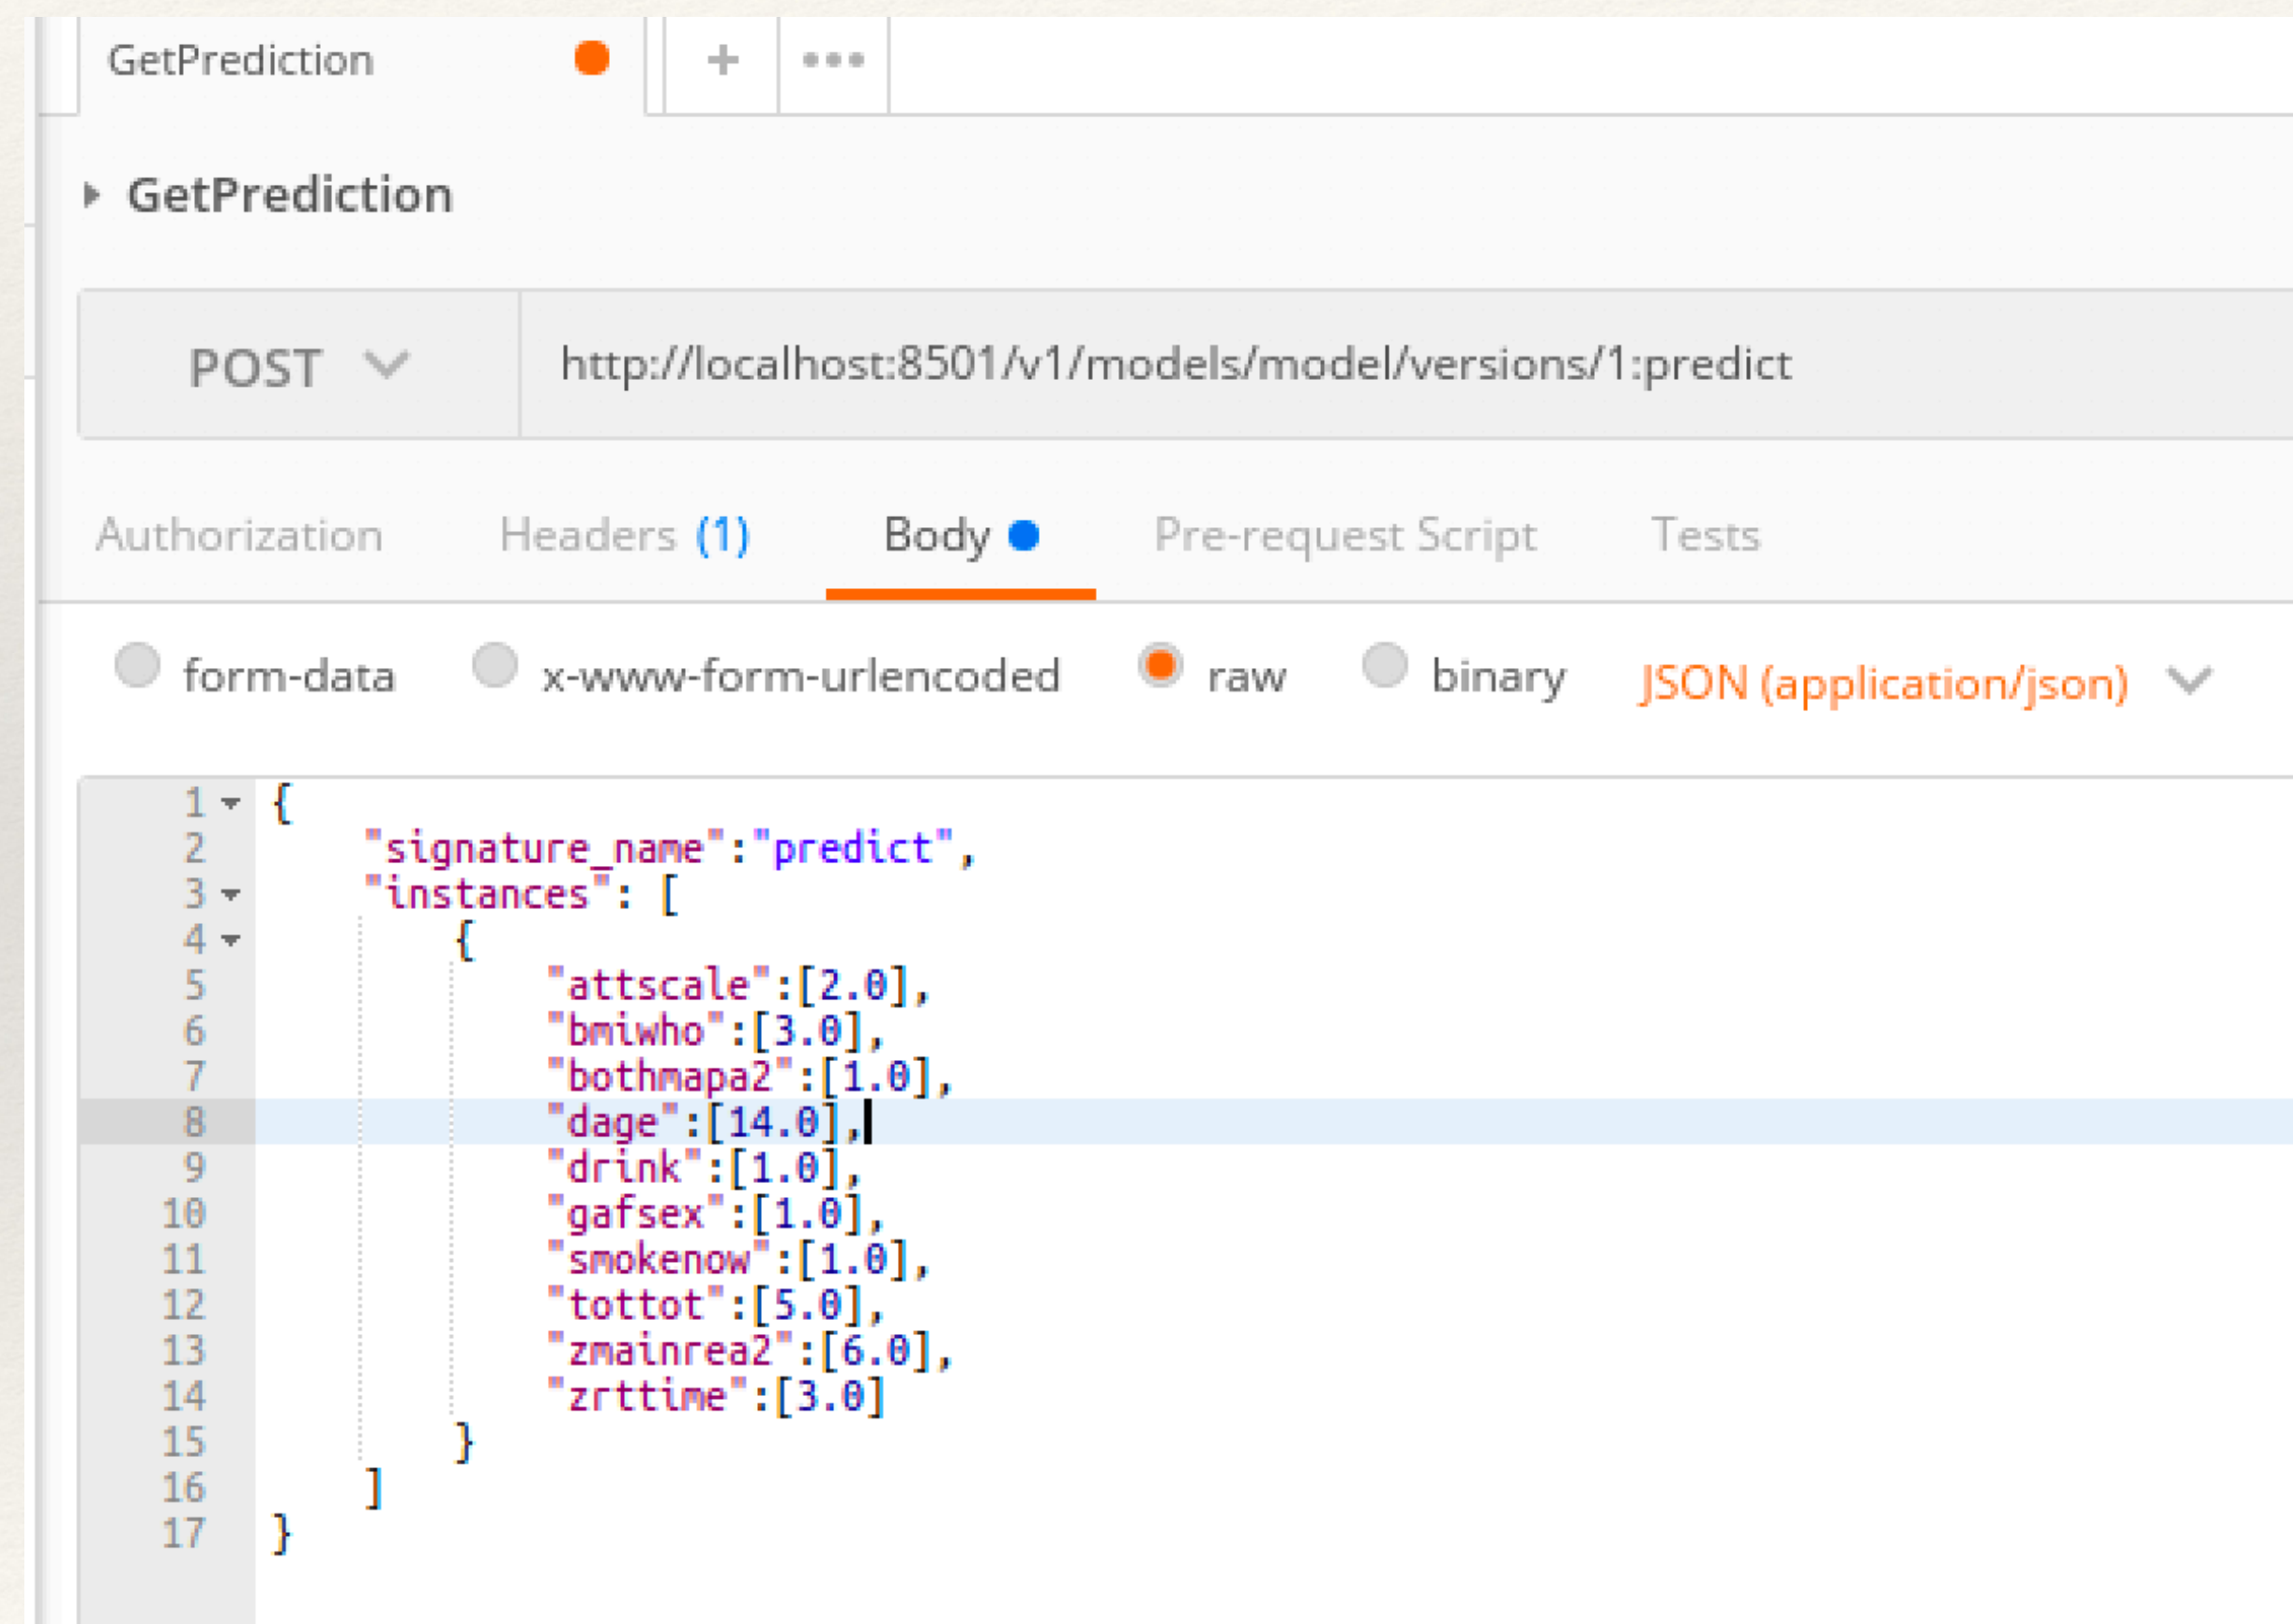 GetPrediction + •••
GetPrediction
POST http://localhost:8501/v1/models/model/versions/1:predict
Authorization Headers (1) Body Pre-request Script Tests
form-data x-www-form-urlencoded raw binary JSON (application/json)
1 {
2 "signature_name":"predict",
3 "instances": [
4 {
5 "attscale":[2.0],
6 "bmiwho":[3.0],
7 "bothmapa2":[1.0],
8 "dage":[14.0],
9 "drink":[1.0],
10 "gafsex":[1.0],
11 "smokenow":[1.0],
12 "tottot":[5.0],
13 "zmainrea2":[6.0],
14 "zrttime":[3.0]
15 }
16 ]
17 }